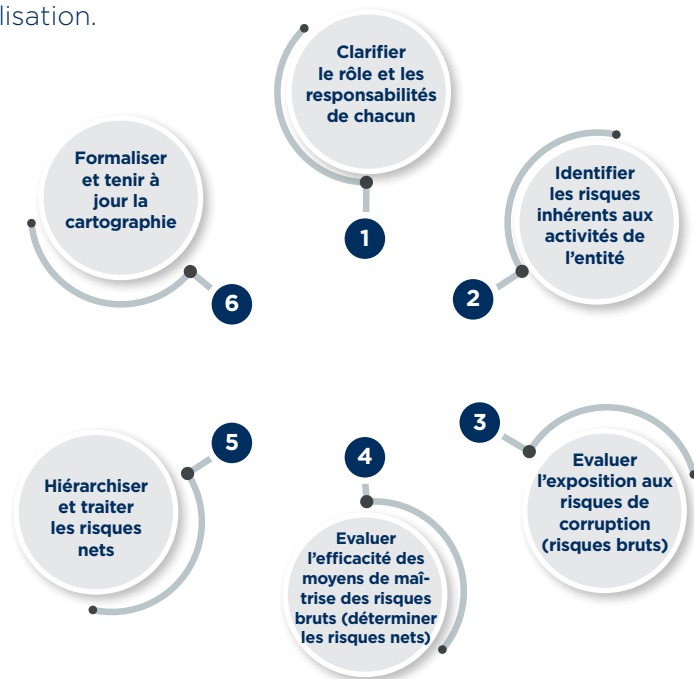 lisation.
Clarifier
le rôle et les
responsabilités
de chacun
1
Identifier
les risques
inhérents aux
activités de
l'entité
2
3
Evaluer
l'exposition aux
risques de
corruption
(risques bruts)
4
Evaluer
l'efficacité des
moyens de maî-
trise des risques
bruts (déterminer
les risques nets)
5
Hiérarchiser
et traiter
les risques
nets
Formaliser
et tenir à
jour la
cartographie
6